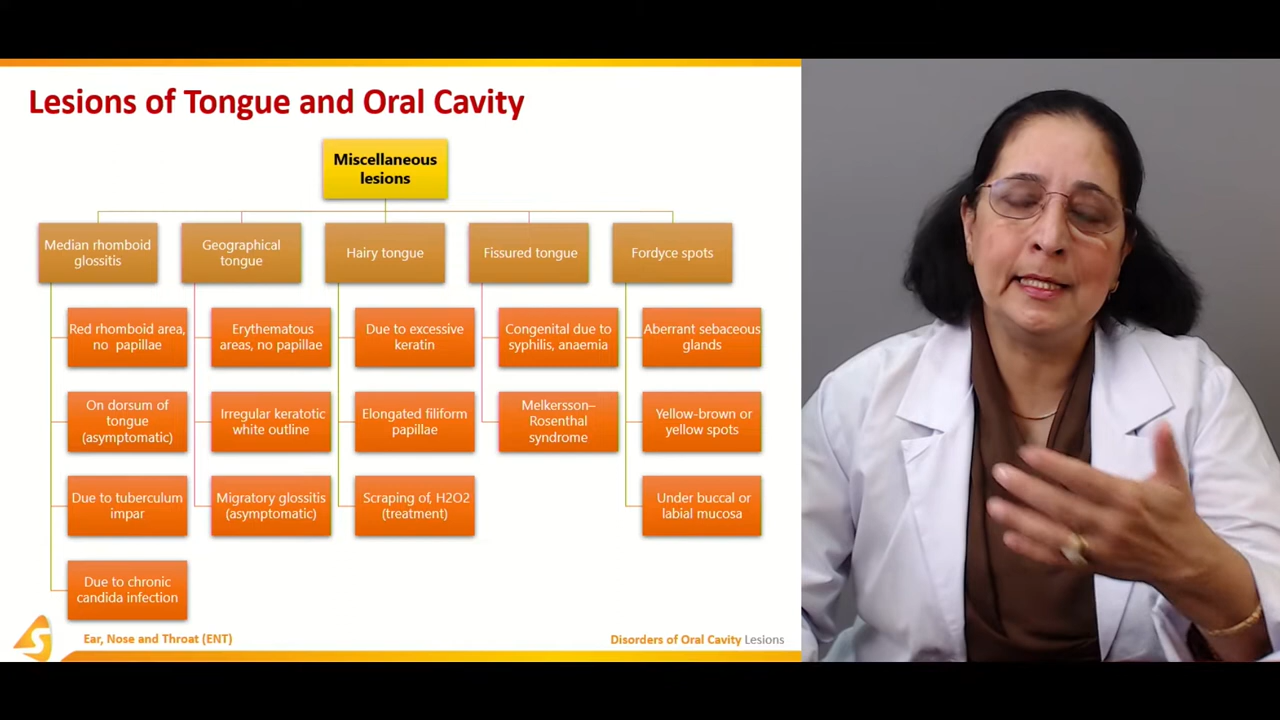 Lesions of Tongue and Oral Cavity
Miscellaneous
lesions
Median rhomboid
glossitis
Geographical
tongue
Hairy tongue
Fissured tongue
Fordyce spots
Red rhomboid area,
no papillae
On dorsum of
tongue
(asymptomatic)
Due to tuberculum
impar
Due to chronic
candida infection
Erythematous
areas, no papillae
Irregular keratotic
white outline
Migratory glossitis
(asymptomatic)
Due to excessive
keratin
Elongated filiform
papillae
Scraping of, H2O2
(treatment)
Congenital due to
syphilis, anaemia
Melkersson–
Rosenthal
syndrome
Aberrant sebaceous
glands
Yellow-brown or
yellow spots
Under buccal or
labial mucosa
Ear, Nose and Throat (ENT)
Disorders of Oral Cavity Lesions